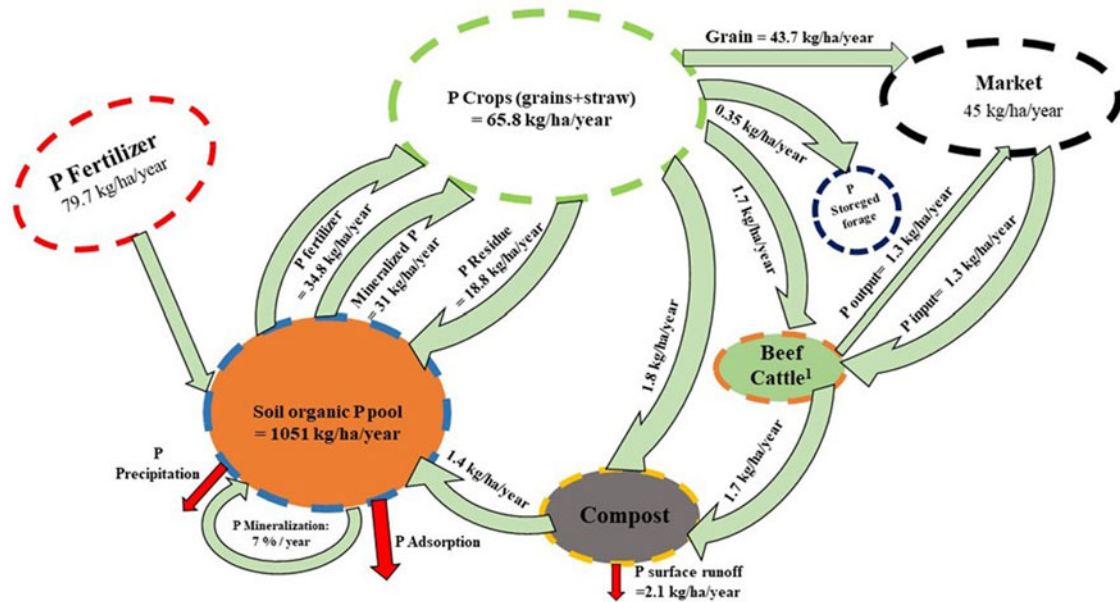 Grain = 43.7 kg/ha/year
P Crops (grains+straw)
= 65.8 kg/ha/year
Market
45 kg/ha/year
P Fertilizer
79.7 kg/ha/year
0.35 kg/ha/year
P
Storeged
forage
1.7 kg/ha/year
P fertilizer
= 34.8 kg/ha/year
Mineralized P
= 31 kg/ha/year
P Residue
= 18.8 kg/ha/year
P output= 1.3 kg/ha/year
P input= 1.3 kg/ha/year
1.8 kg/ha/year
Beef
Cattle1
Soil organic P pool
= 1051 kg/ha/year
P
Precipitation
1.4 kg/ha/year
1.7 kg/ha/year
Compost
P Mineralization:
7 % / year
P Adsorption
P surface runoff
=2.1 kg/ha/year